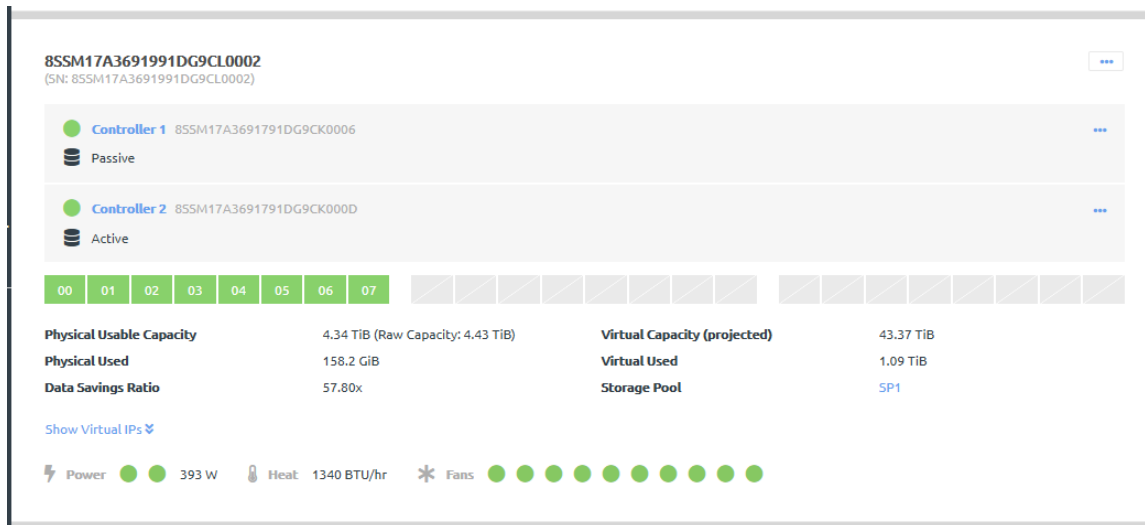 8SSM17A3691991DG9CL0002
(SN: 8SSM17A3691991DG9CL0002)
Controller 1 8SSM17A3691791DG9CK0006
Passive
Controller 2 8SSM17A3691791DG9CK000D
Active
00 01 02 03 04 05 06 07
Physical Usable Capacity 4.34 TiB (Raw Capacity: 4.43 TiB) Virtual Capacity (projected) 43.37 TiB
Physical Used 158.2 GiB Virtual Used 1.09 TiB
Data Savings Ratio 57.80x Storage Pool SP1
Show Virtual IPs
Power 393 W Heat 1340 BTU/hr Fans